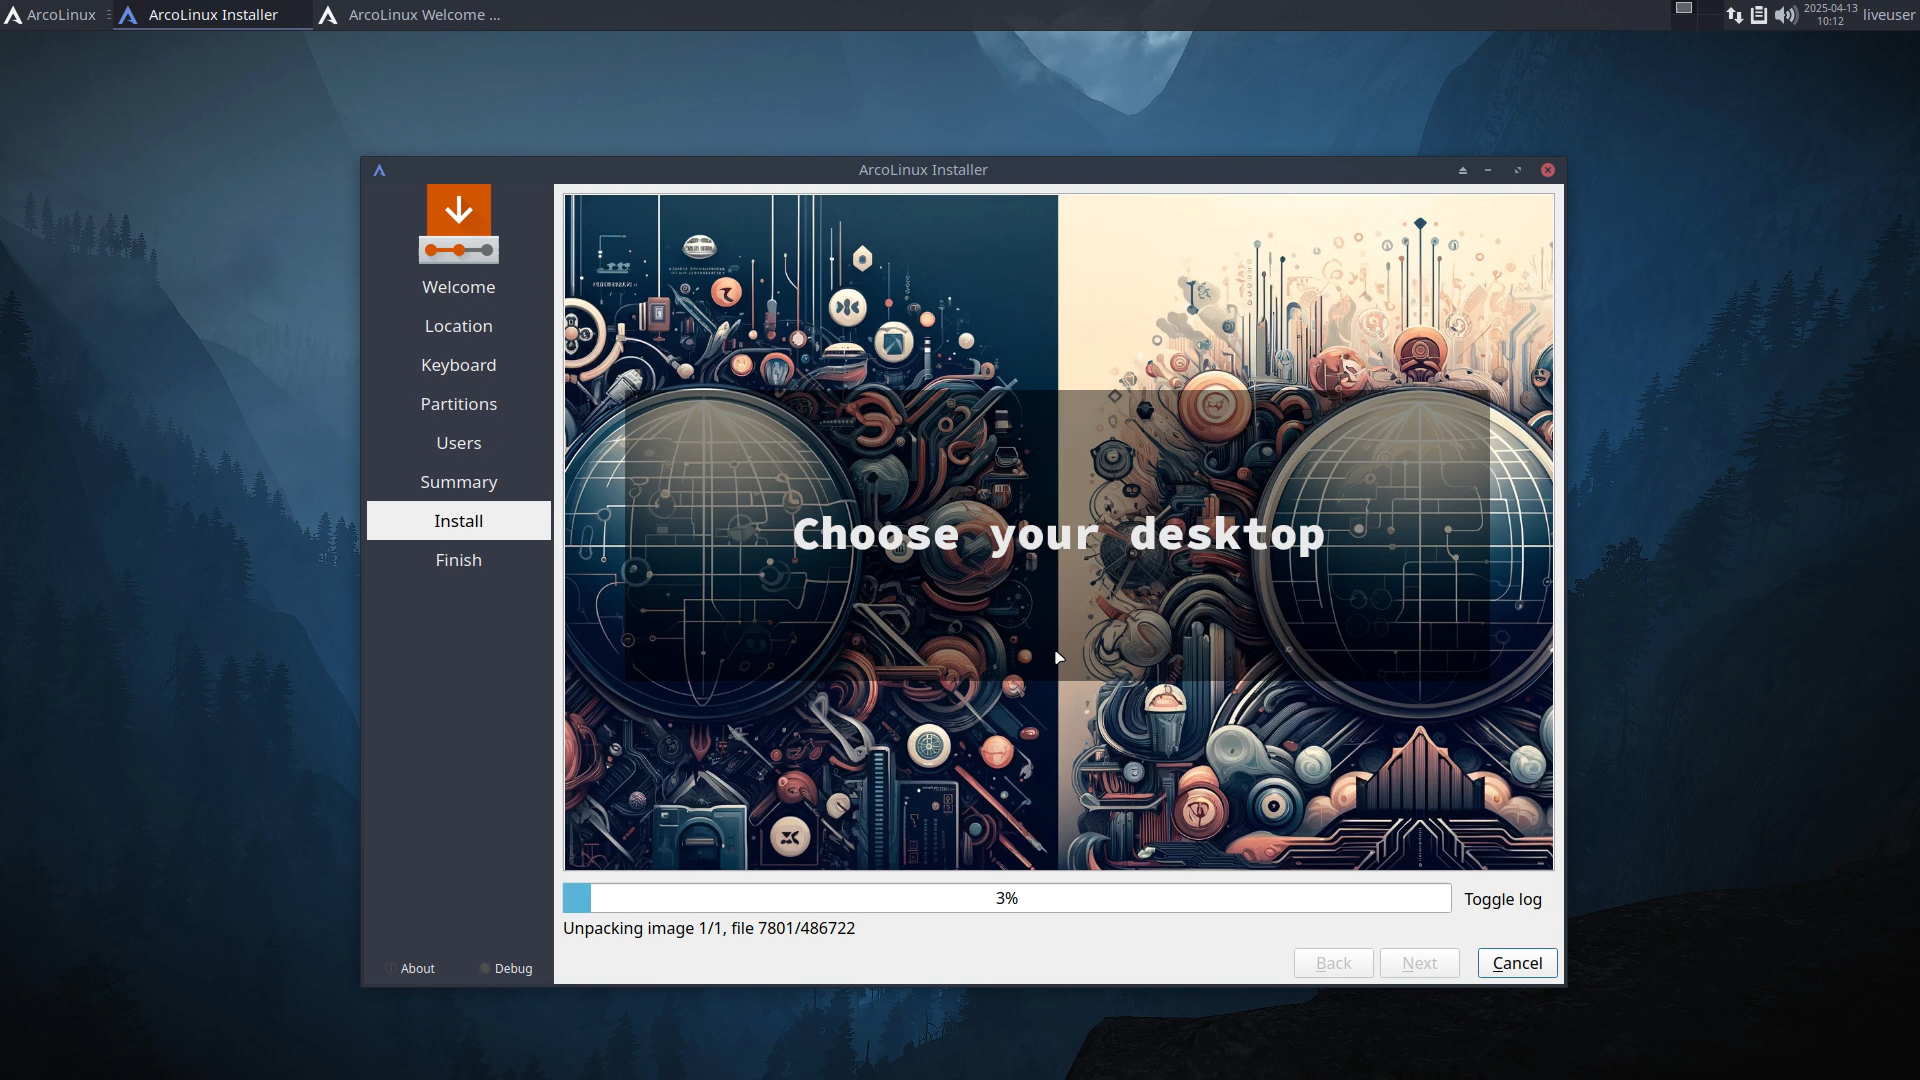 ArcoLinux
ArcoLinux Installer
ArcoLinux Welcome ...
2025-04-13
10:12
liveuser
ArcoLinux Installer
Welcome
Location
Keyboard
Partitions
Users
Summary
Install
Finish
Choose your desktop
3%
Toggle log
Unpacking image 1/1, file 7801/486722
About
Debug
Back
Next
Cancel